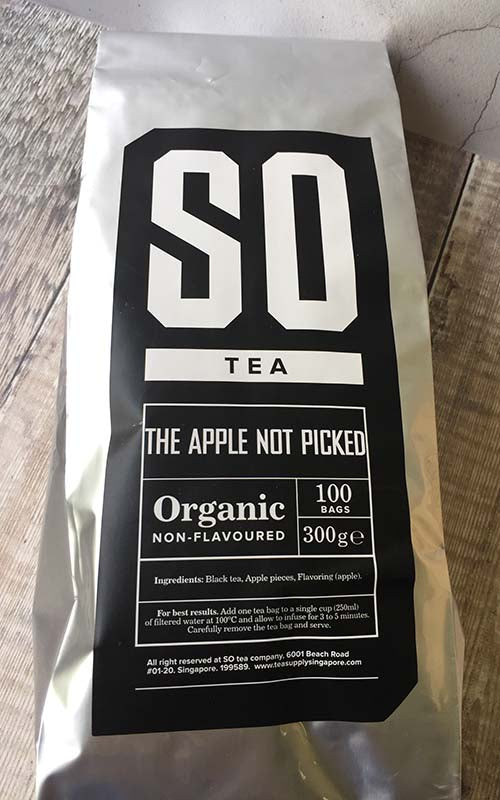 SO
TEA
THE APPLE NOT PICKED
Organic
NON-FLAVOURED
100
BAGS
300g℮
Ingredients: Black tea, Apple pieces, Flavoring (apple).
For best results. Add one tea bag to a single cup (250ml)
of filtered water at 100°C and allow to infuse for 3 to 5 minutes.
Carefully remove the tea bag and serve.
All right reserved at SO tea company. 6001 Beach Road
#01-20. Singapore. 199589. www.teasupplysingapore.com